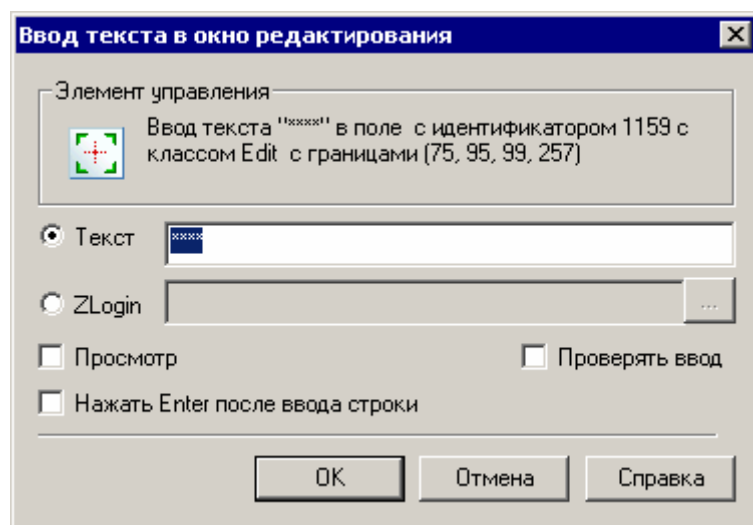 Ввод текста в окно редактирования
Элемент управления
Ввод текста "****" в поле с идентификатором 1159 с
классом Edit с границами (75, 95, 99, 257)
Текст ****
ZLogin ...
Просмотр Проверять ввод
Нажать Enter после ввода строки
OK Отмена Справка